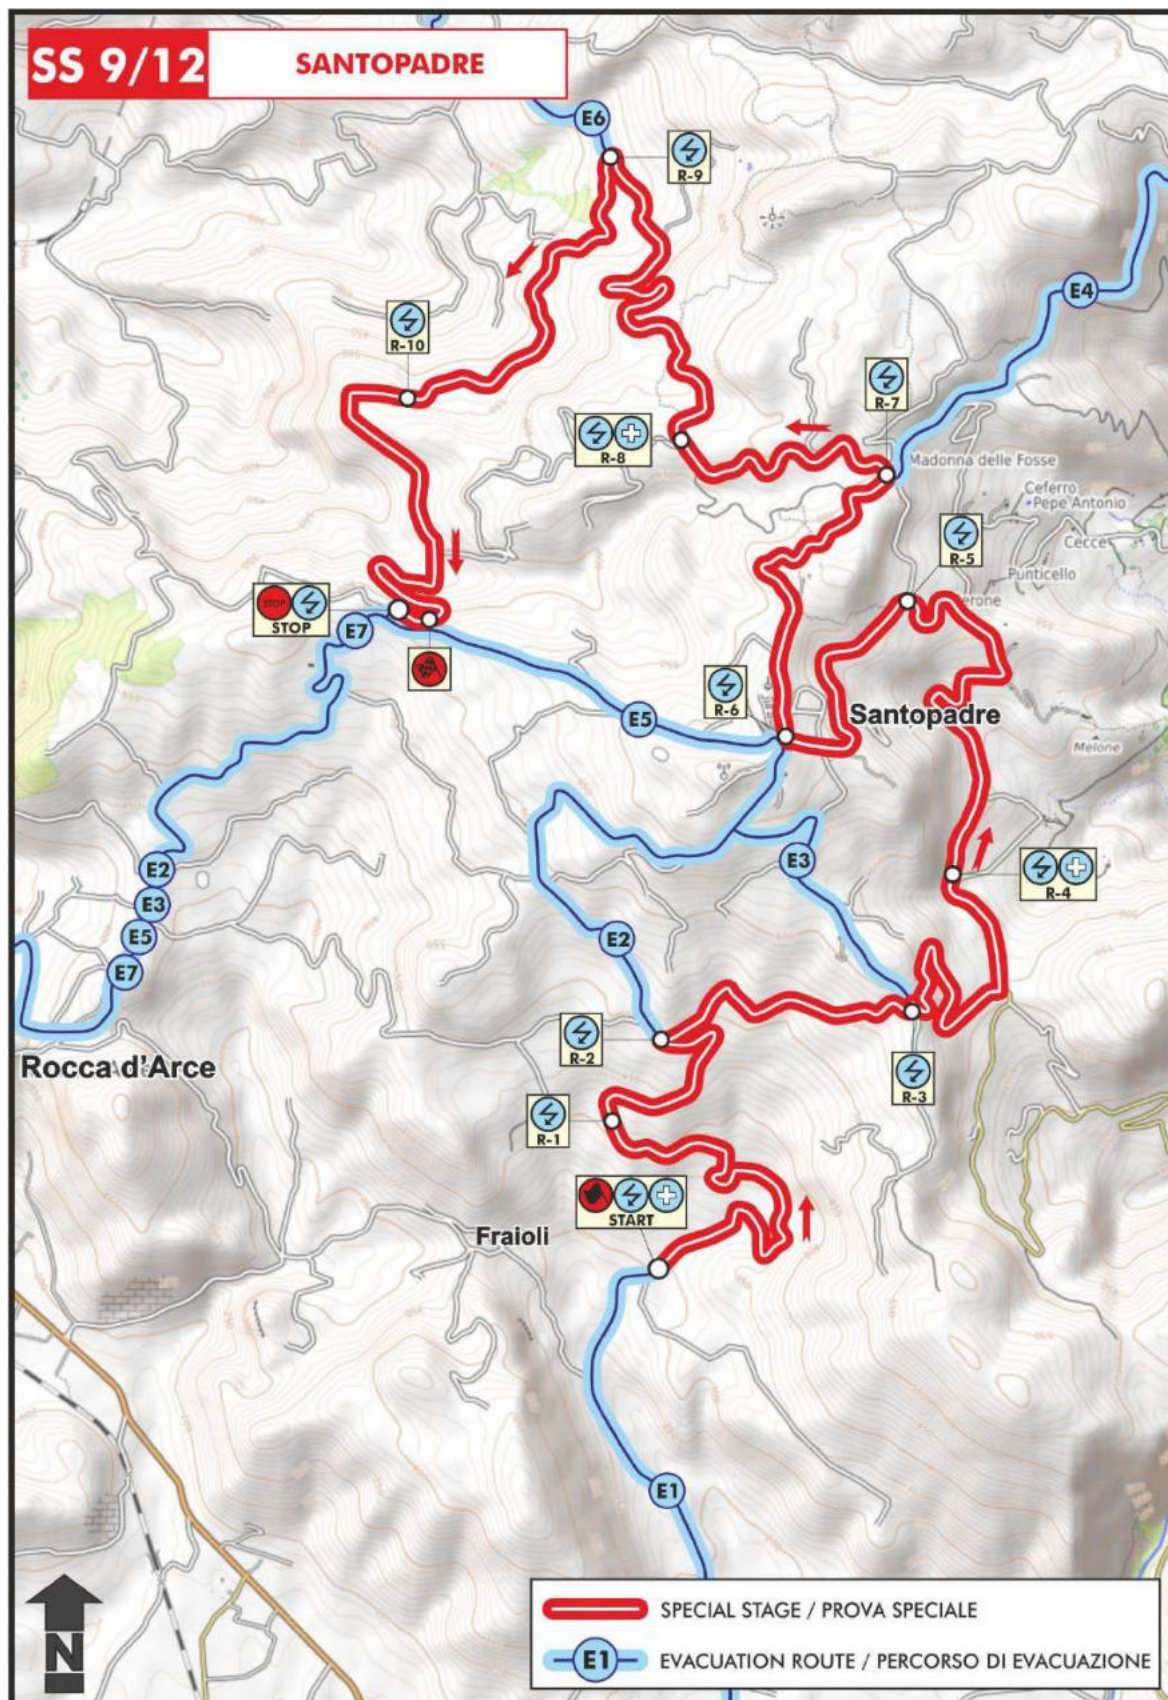 SS 9/12
SANTOPADRE
E6
R-9
E4
R-10
R-7
R-8
Madonna delle Fosse
Ceferro
Pepe Antonio
R-5
Cecce
Punticello
STOP
STOP
E7
R-6
E5
Santopadre
Melone
E2
E3
E5
E7
E3
R-4
E2
R-2
Rocca d'Arce
R-3
R-1
START
Fraioli
E1
N
SPECIAL STAGE / PROVA SPECIALE
E1
EVACUATION ROUTE / PERCORSO DI EVACUAZIONE